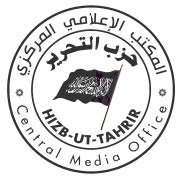 المكتب الإعلامي المركزي
حزب التحرير
HIZB-UT-TAHRIR
Central Media Office